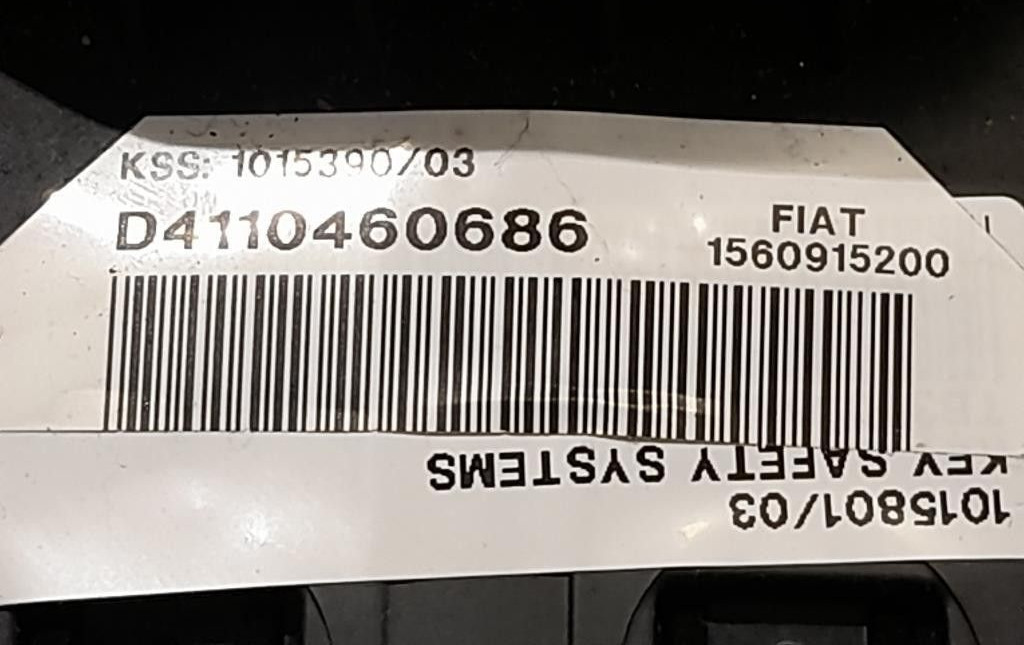 KSS: 1015390/03
D4110460686
FIAT
1560915200
KEY SAFETY SYSTEMS
1015801/03